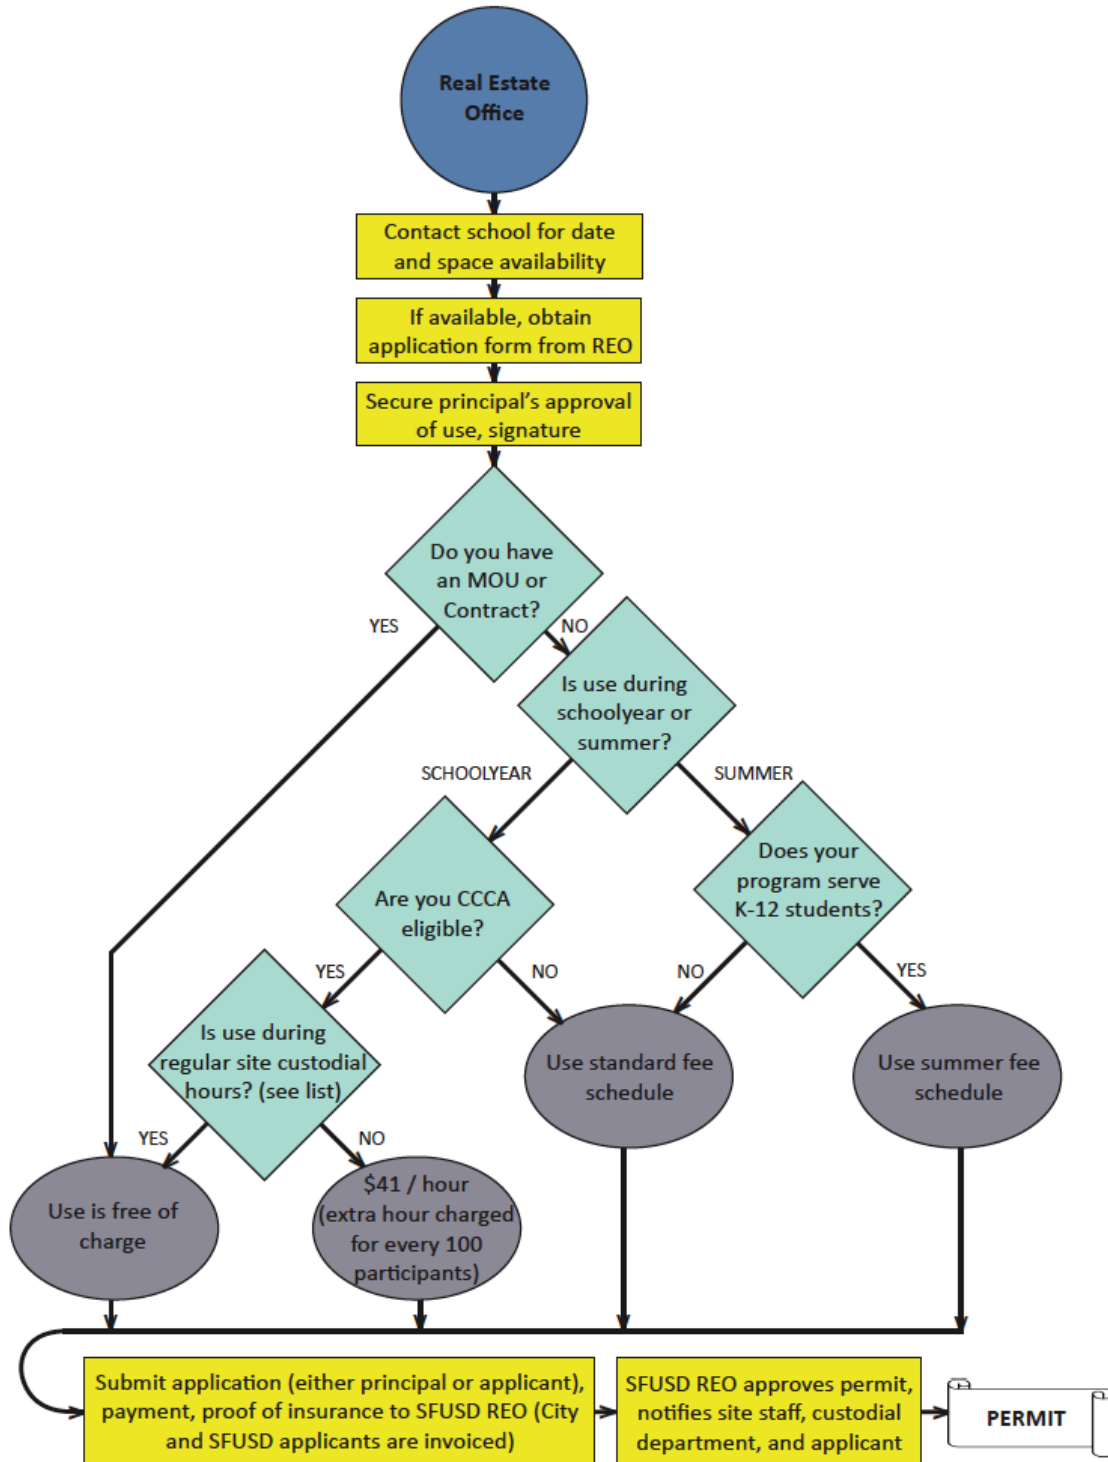 Real Estate
Office
Contact school for date
and space availability
If available, obtain
application form from REO
Secure principal's approval
of use, signature
Do you have
an MOU or
Contract?
YES
NO
Is use during
schoolyear or
summer?
SCHOOLYEAR
SUMMER
Are you CCCA
eligible?
Does your
program serve
K-12 students?
YES
NO
NO
YES
Is use during
regular site custodial
hours? (see list)
Use standard fee
schedule
Use summer fee
schedule
YES
NO
Use is free of
charge
$41 / hour
(extra hour charged
for every 100
participants)
Submit application (either principal or applicant),
payment, proof of insurance to SFUSD REO (City
and SFUSD applicants are invoiced)
SFUSD REO approves permit,
notifies site staff, custodial
department, and applicant
PERMIT